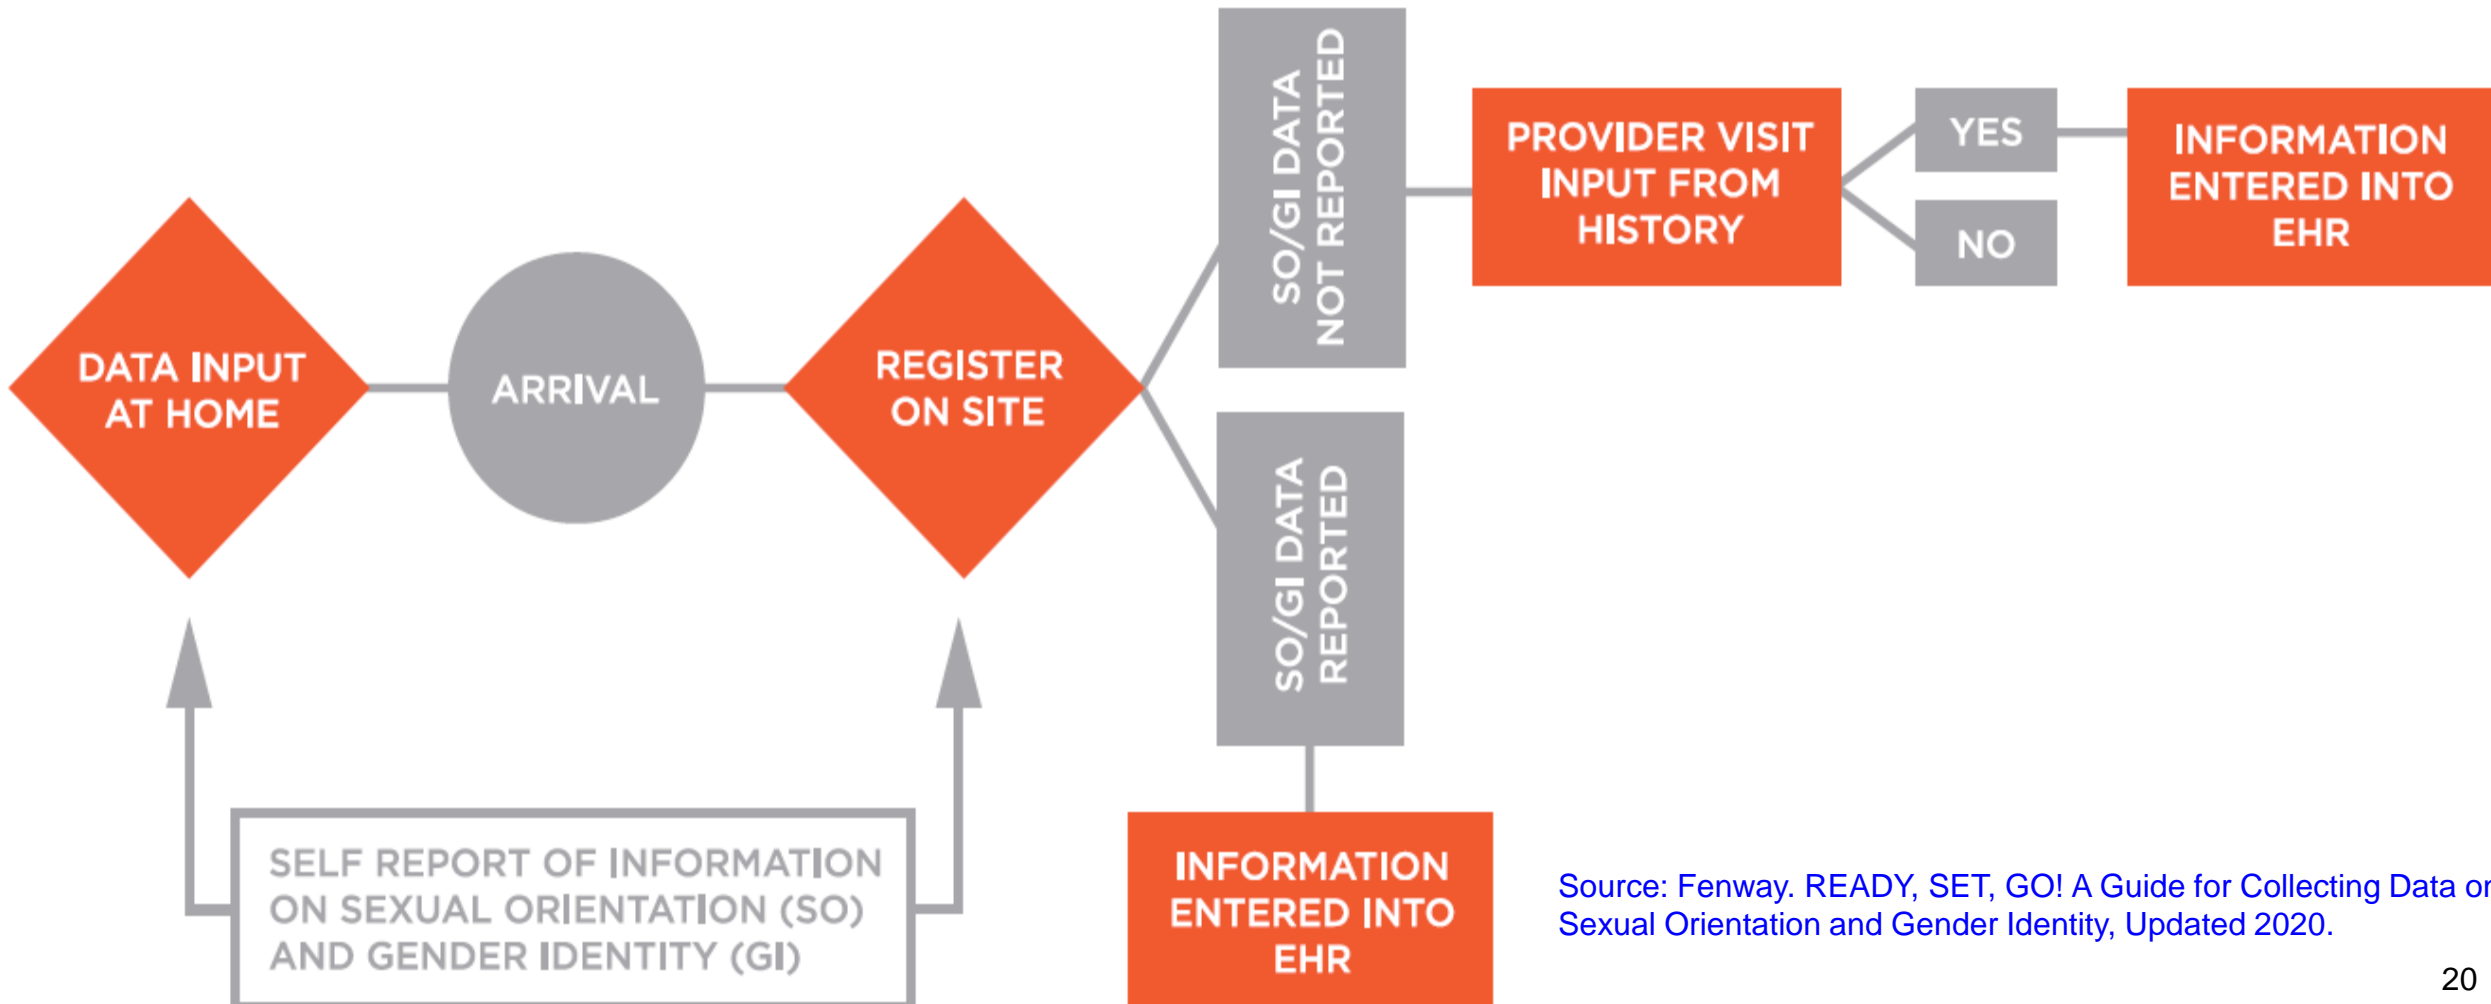 DATA INPUT
AT HOME
ARRIVAL
REGISTER
ON SITE
SO/GI DATA
NOT REPORTED
PROVIDER VISIT
INPUT FROM
HISTORY
YES
NO
INFORMATION
ENTERED INTO
EHR
SO/GI DATA
REPORTED
INFORMATION
ENTERED INTO
EHR
SELF REPORT OF INFORMATION
ON SEXUAL ORIENTATION (SO)
AND GENDER IDENTITY (GI)
Source: Fenway. READY, SET, GO! A Guide for Collecting Data on
Sexual Orientation and Gender Identity, Updated 2020.
20